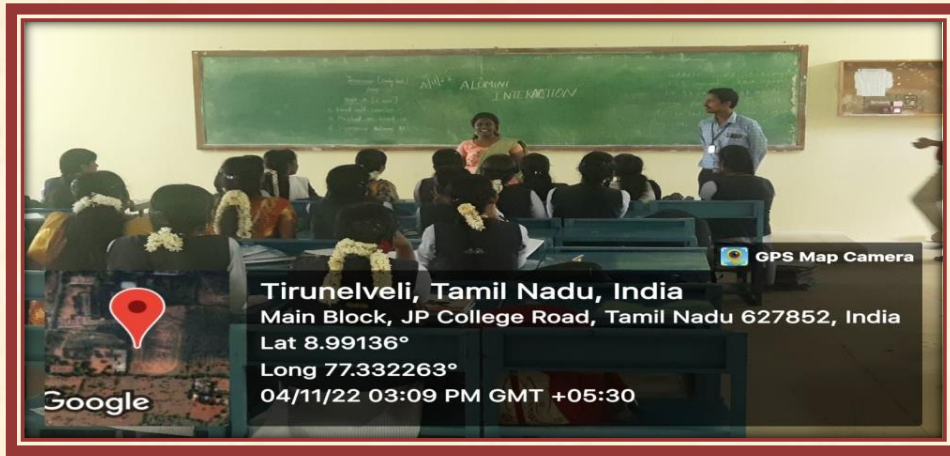 ALUMINI
INTERACTION
GPS Map Camera
Tirunelveli, Tamil Nadu, India
Main Block, JP College Road, Tamil Nadu 627852, India
Lat 8.99136°
Long 77.332263°
04/11/22 03:09 PM GMT +05:30
Google